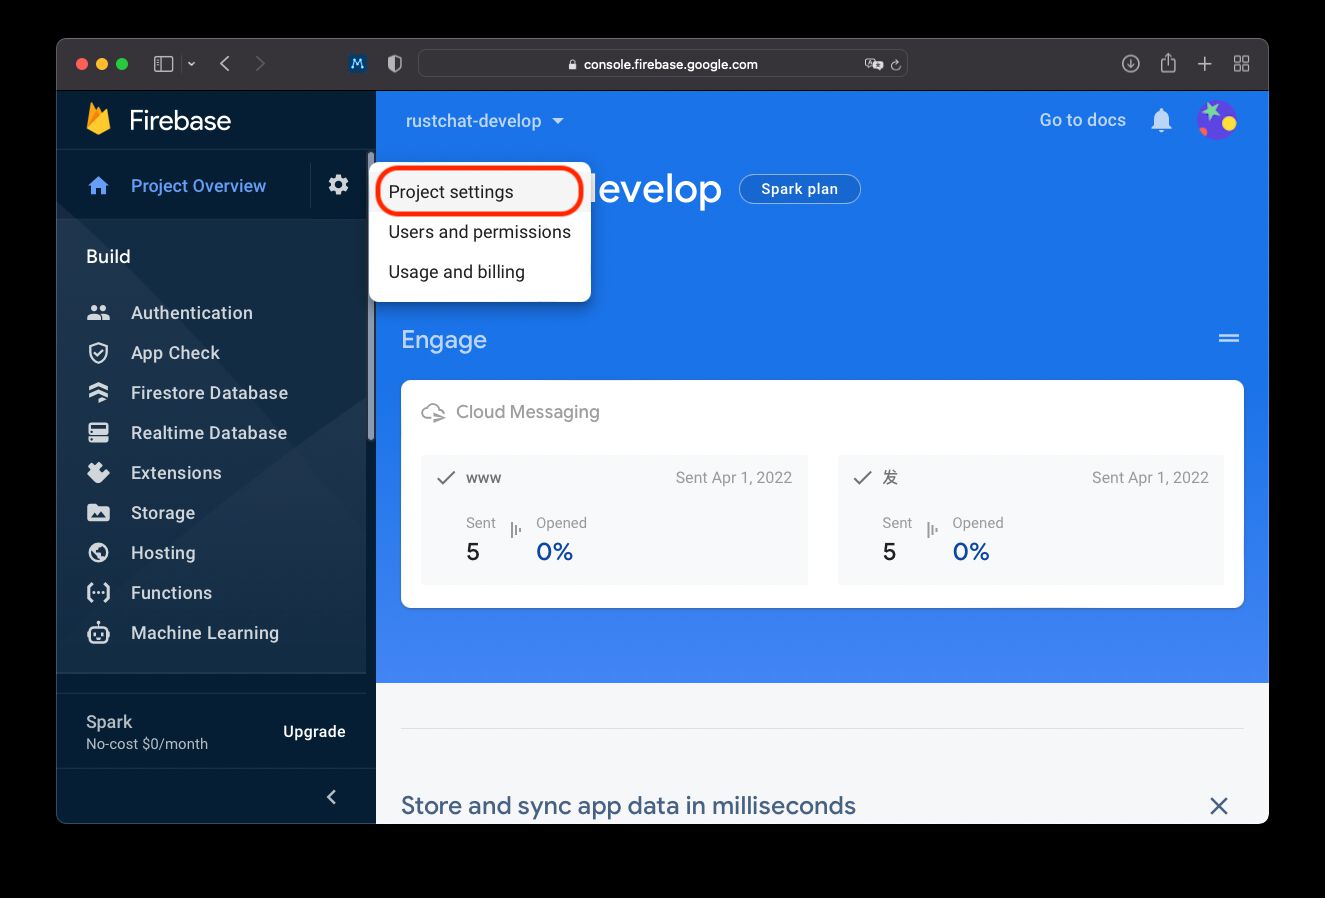 console.firebase.google.com
Firebase
rustchat-develop
Go to docs
Project Overview
Project settings
Users and permissions
Usage and billing
develop
Spark plan
Build
Authentication
App Check
Firestore Database
Realtime Database
Extensions
Storage
Hosting
Functions
Machine Learning
Spark
No-cost $0/month
Upgrade
Engage
Cloud Messaging
www
Sent Apr 1, 2022
Sent
Opened
5
0%
发
Sent Apr 1, 2022
Sent
Opened
5
0%
Store and sync app data in milliseconds